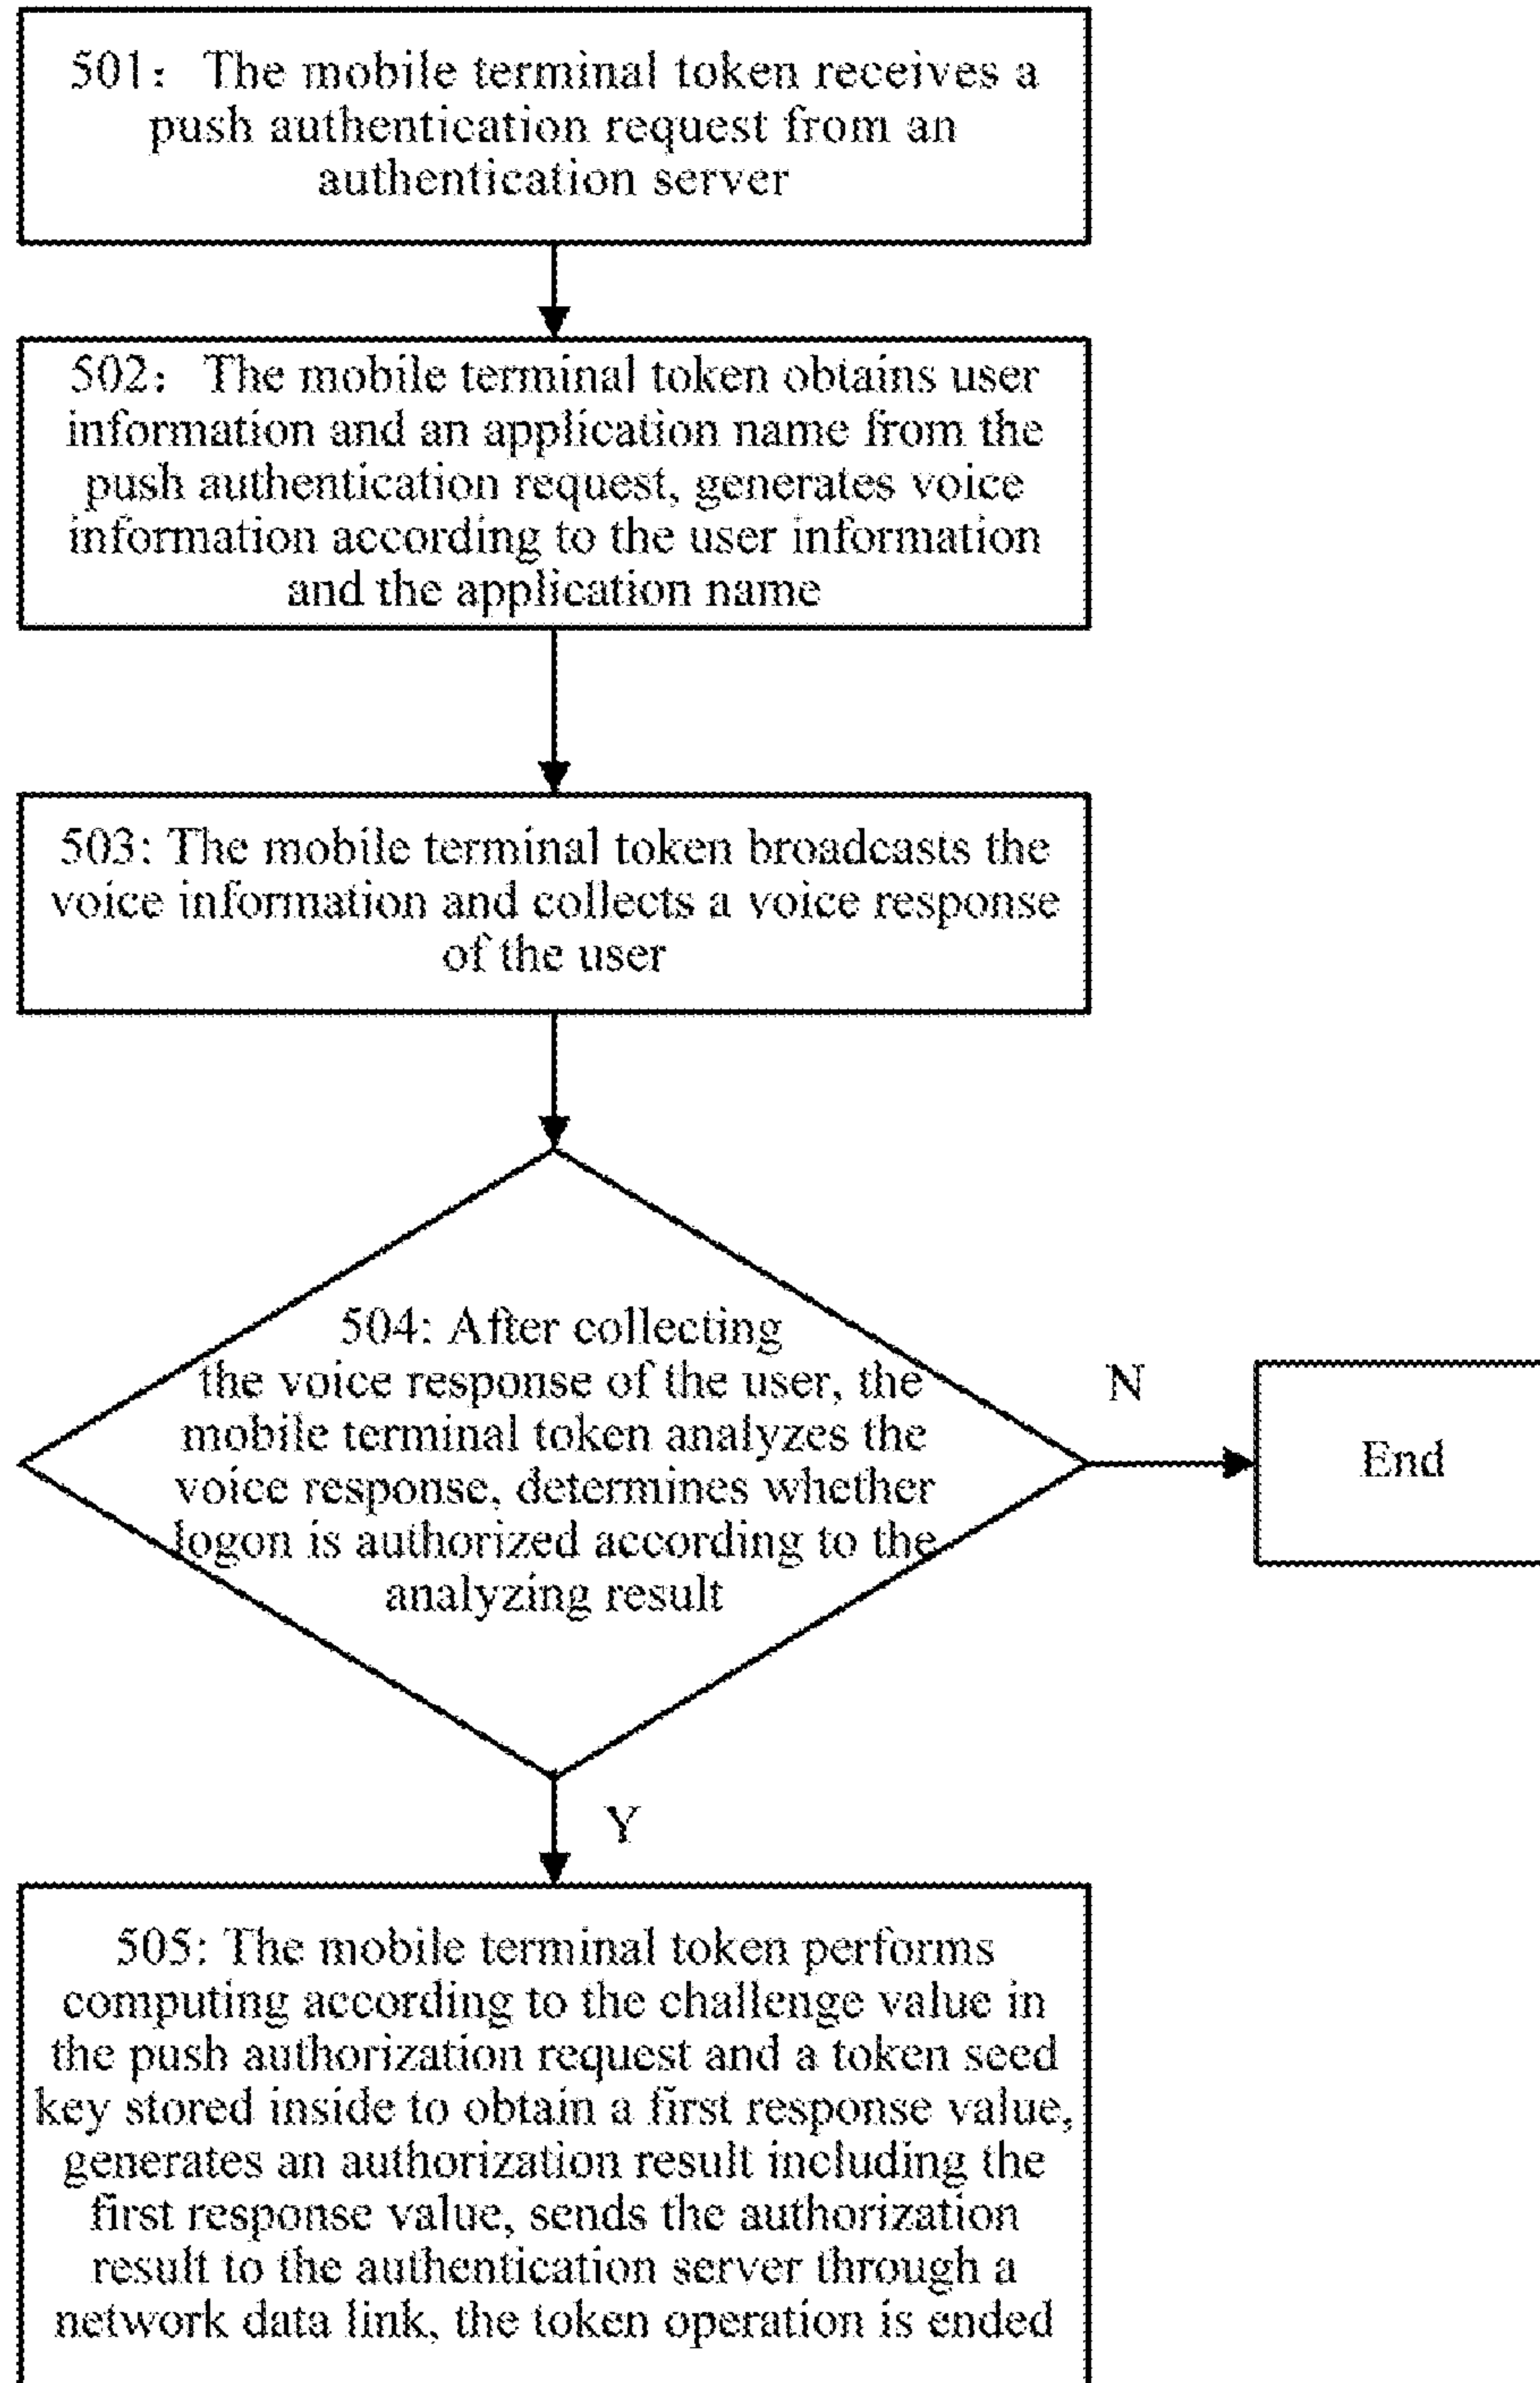 501：The mobile terminal token receives a
push authentication request from an
authentication server
502：The mobile terminal token obtains user
information and an application name from the
push authentication request, generates voice
information according to the user information
and the application name
503: The mobile terminal token broadcasts the
voice information and collects a voice response
of the user
504: After collecting
the voice response of the user, the
mobile terminal token analyzes the
voice response, determines whether
logon is authorized according to the
analyzing result
N
End
Y
505: The mobile terminal token performs
computing according to the challenge value in
the push authorization request and a token seed
key stored inside to obtain a first response value,
generates an authorization result including the
first response value, sends the authorization
result to the authentication server through a
network data link, the token operation is ended